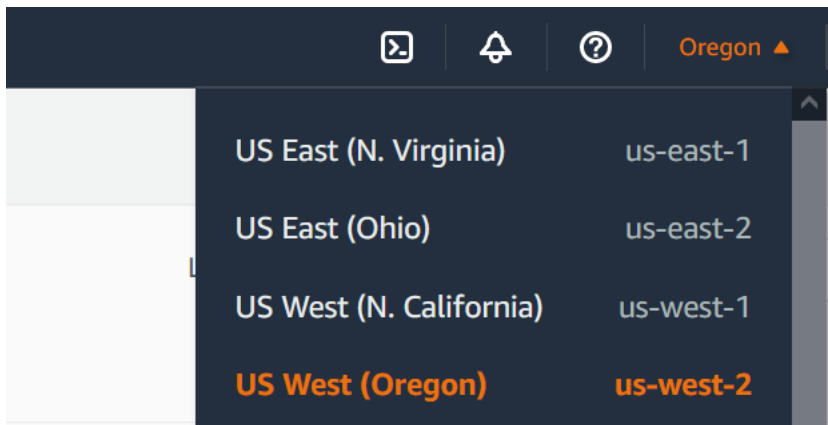 Oregon ▲
US East (N. Virginia) us-east-1
US East (Ohio) us-east-2
US West (N. California) us-west-1
US West (Oregon) us-west-2